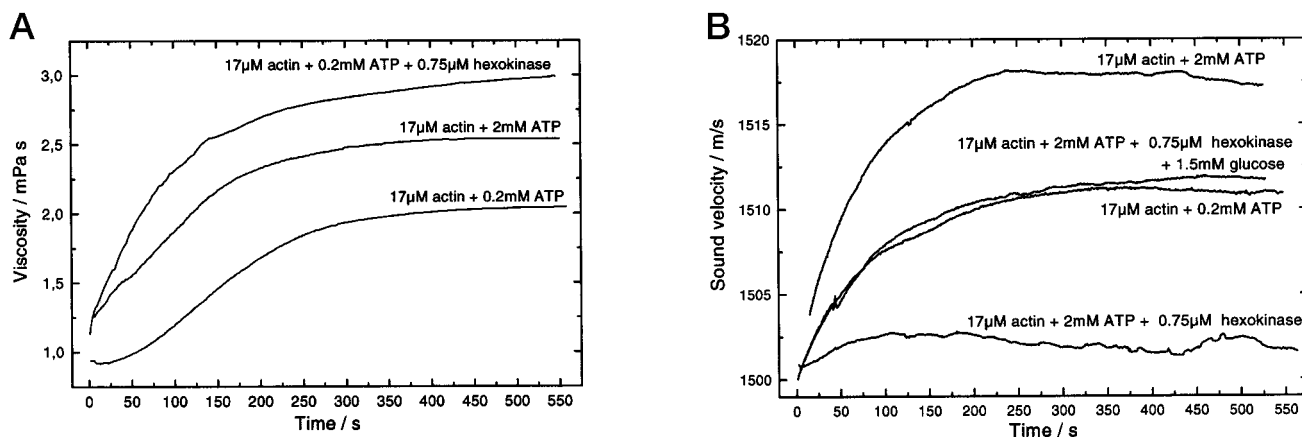 A
3,0
2,5
2,0
1,5
1,0
Viscosity / mPa s
17µM actin + 0.2mM ATP + 0.75µM hexokinase
17µM actin + 2mM ATP
17µM actin + 0.2mM ATP
0 50 100 150 200 250 300 350 400 450 500 550
Time / s
B
1520
1515
1510
1505
1500
Sound velocity / m/s
17µM actin + 2mM ATP
17µM actin + 2mM ATP + 0.75µM hexokinase
+ 1.5mM glucose
17µM actin + 0.2mM ATP
17µM actin + 2mM ATP + 0.75µM hexokinase
0 50 100 150 200 250 300 350 400 450 500 550
Time / s